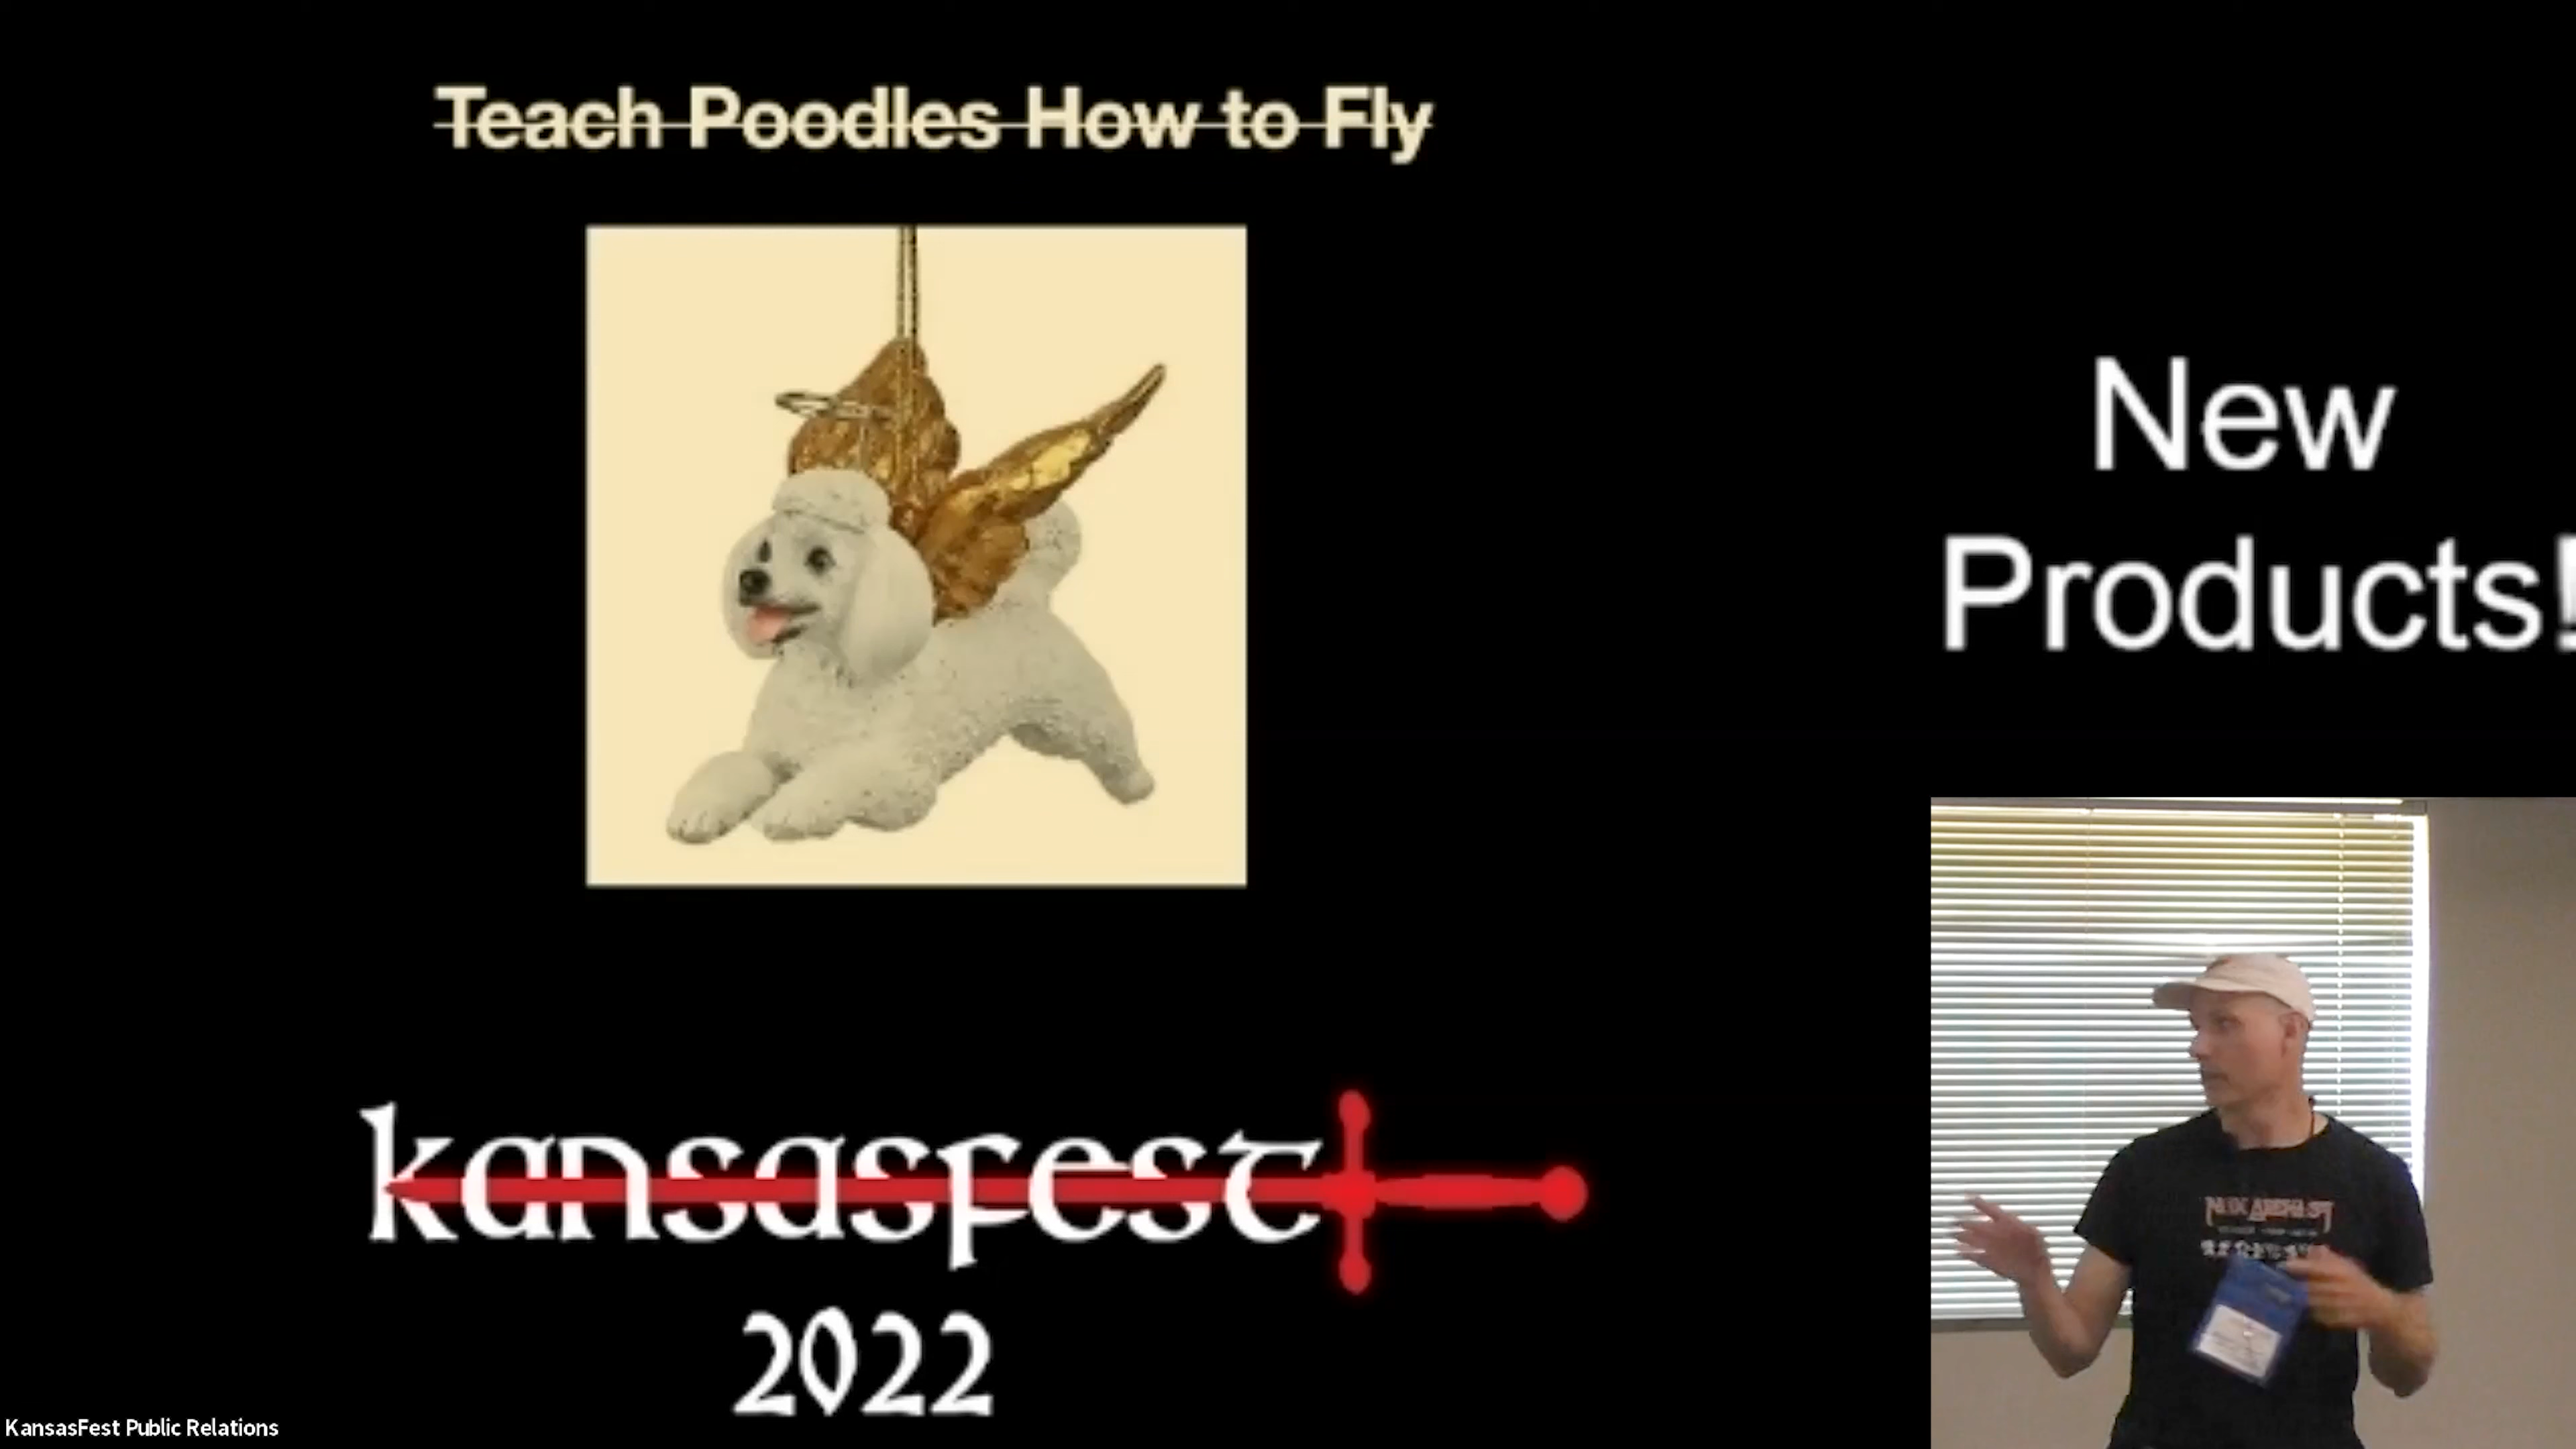 Teach Poodles How to Fly
New
Products!
kansasfest
2022
KansasFest Public Relations